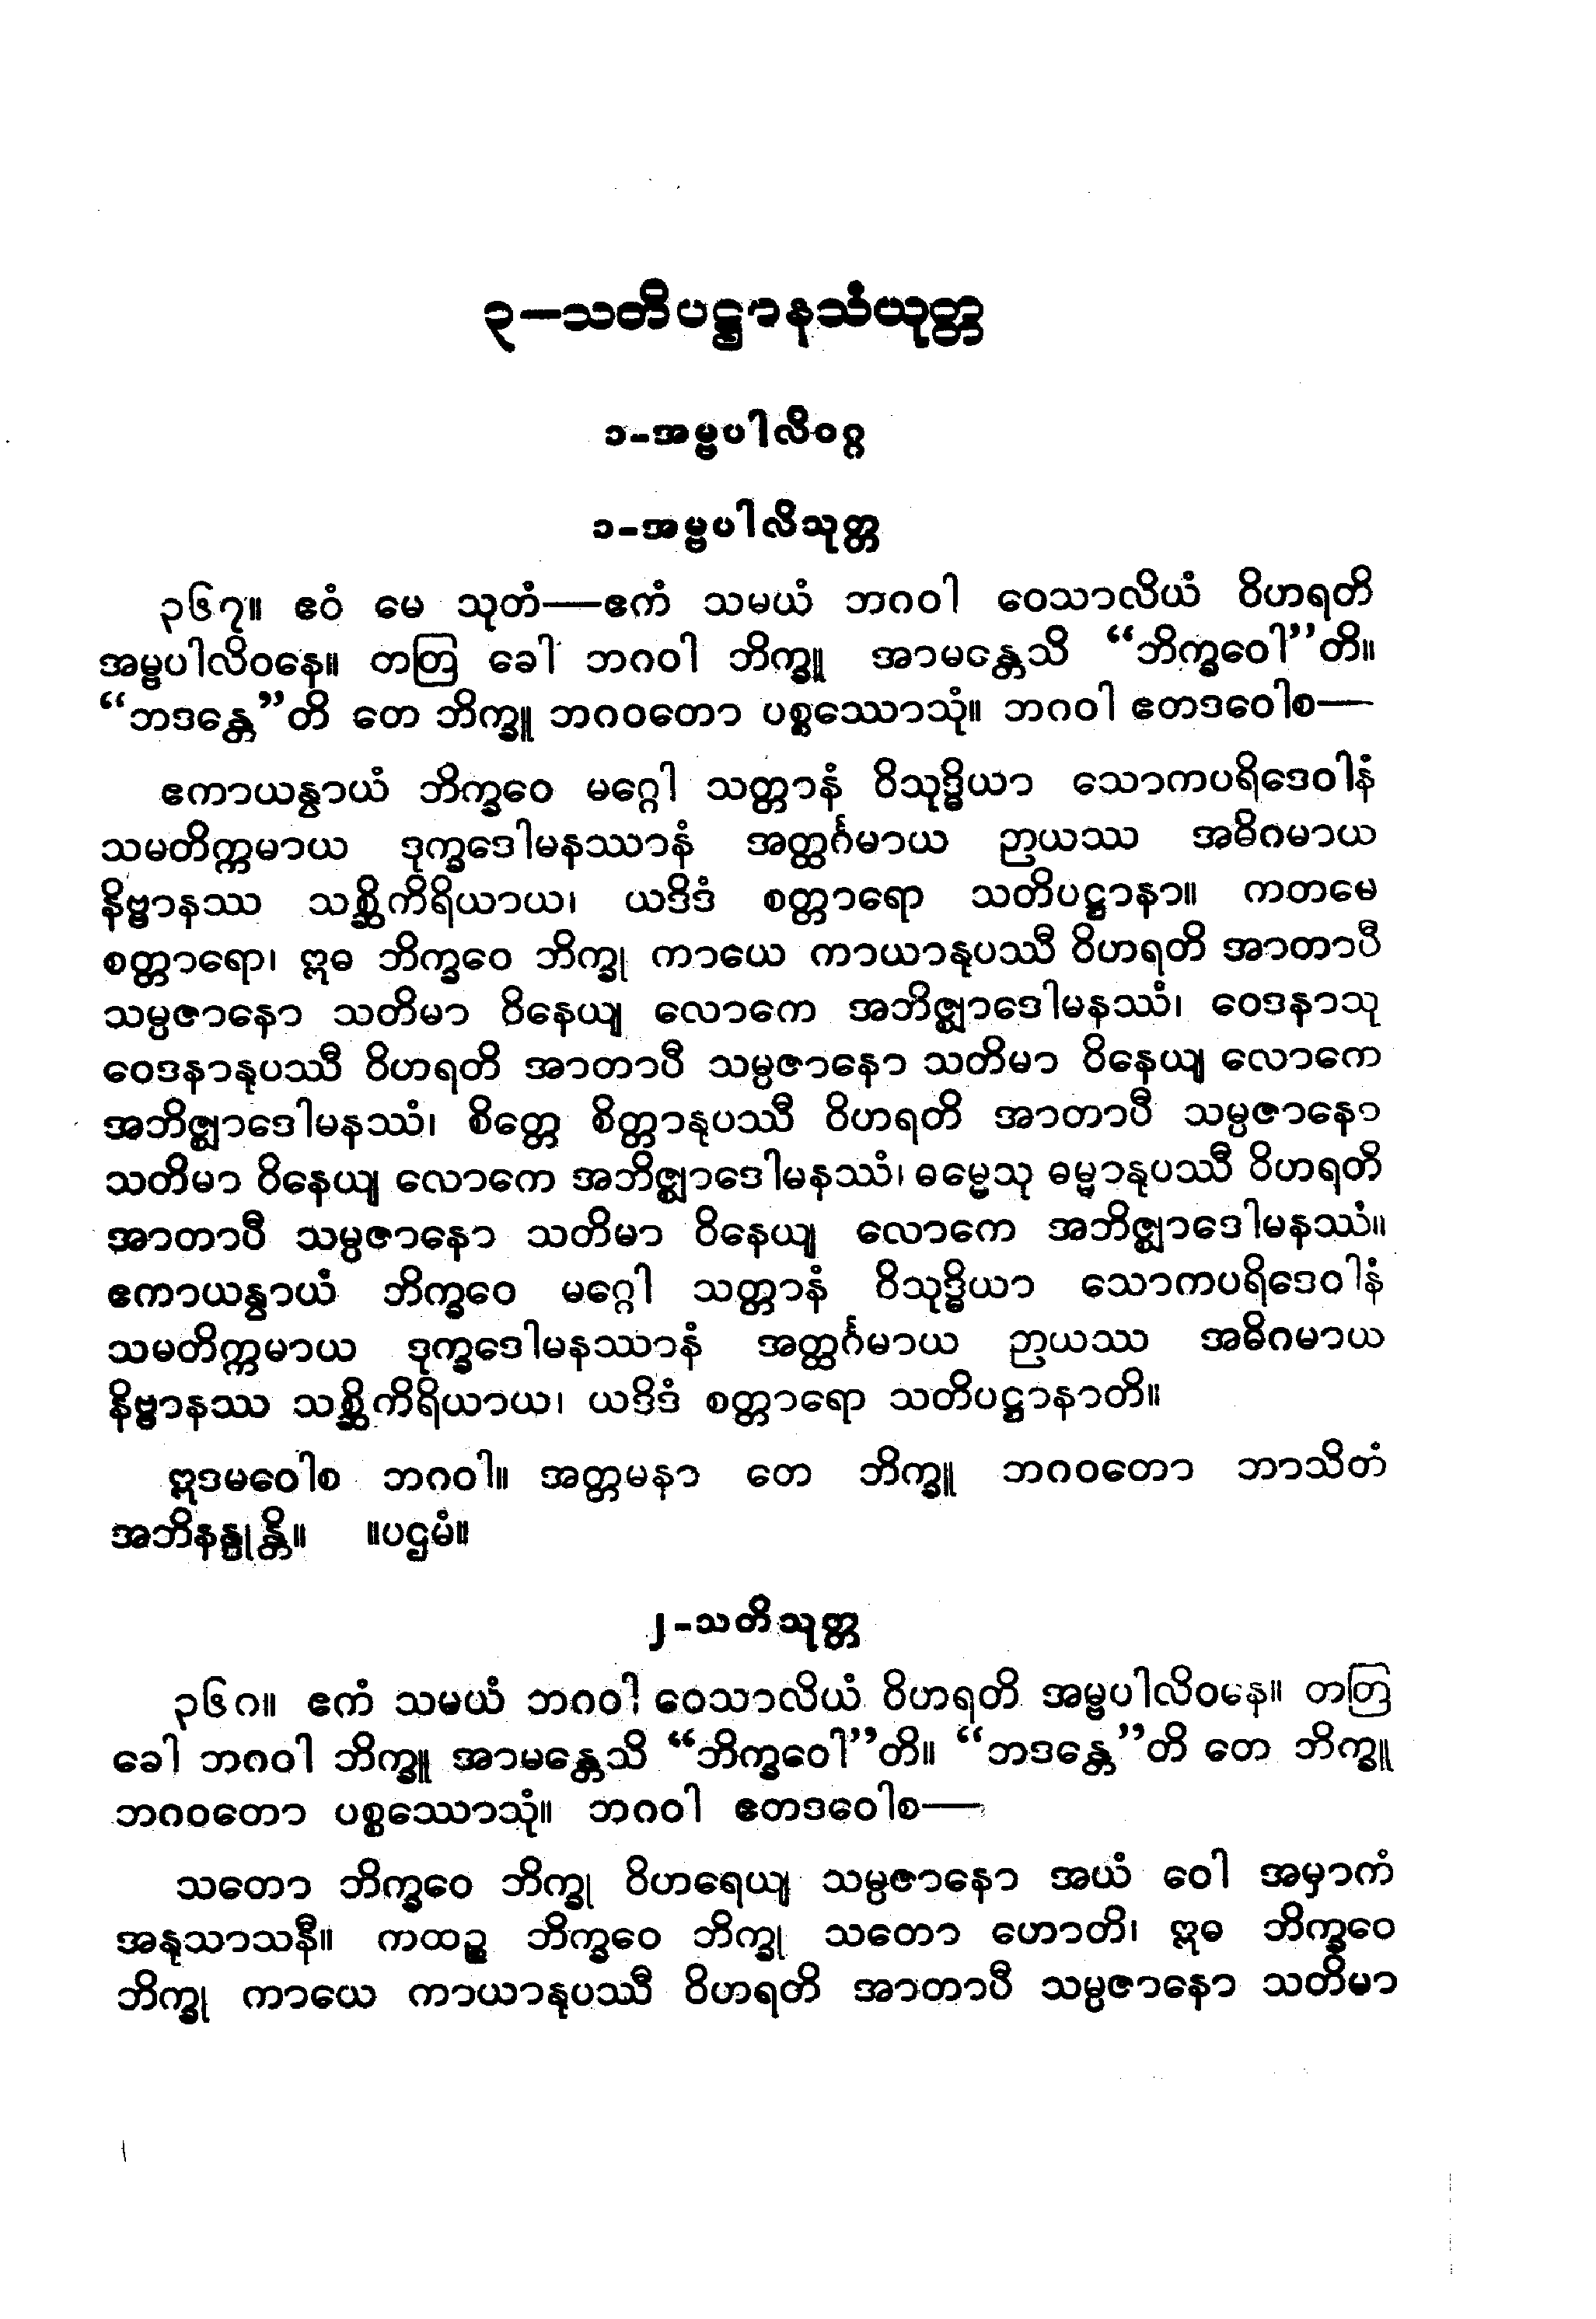 ၃—သတိပဋ္ဌာနသံယုတ္တ
၁-အမ္ဗပါလိဝဂ္ဂ
၁-အမ္ဗပါလိသုတ္တ
၃၆၇။ ဧဝံ မေ သုတံ—ဧကံ သမယံ ဘဂဝါ ဝေသာလိယံ ဝိဟရတိ
အမ္ဗပါလိဝနေ။ တတြ ခေါ ဘဂဝါ ဘိက္ခူ အာမန္တေသိ “ဘိက္ခဝေါ”တိ။
“ဘဒန္တေ”တိ တေ ဘိက္ခူ ဘဂဝတော ပစ္စဿောသုံ။ ဘဂဝါ ဧတဒဝေါစ—
ဧကာယနွာယံ ဘိက္ခဝေ မဂ္ဂေါ သတ္တာနံ ဝိသုဒ္ဓိယာ သောကပရိဒေဝါနံ
သမတိက္ကမာယ ဒုက္ခဒေါမနဿာနံ အတ္ထင်္ဂမာယ ဉာယဿ အဓိဂမာယ
နိဗ္ဗာနဿ သစ္ဆိကိရိယာယ၊ ယဒိဒံ စတ္တာရော သတိပဋ္ဌာနာ။ ကတမေ
စတ္တာရော၊ ဣဓ ဘိက္ခဝေ ဘိက္ခု ကာယေ ကာယာနုပဿီ ဝိဟရတိ အာတာပီ
သမ္ပဇာနော သတိမာ ဝိနေယျ လောကေ အဘိဇ္ဈာဒေါမနဿံ၊ ဝေဒနာသု
ဝေဒနာနုပဿီ ဝိဟရတိ အာတာပီ သမ္ပဇာနော သတိမာ ဝိနေယျ လောကေ
အဘိဇ္ဈာဒေါမနဿံ၊ စိတ္တေ စိတ္တာနုပဿီ ဝိဟရတိ အာတာပီ သမ္ပဇာနော
သတိမာ ဝိနေယျ လောကေ အဘိဇ္ဈာဒေါမနဿံ၊ ဓမ္မေသု ဓမ္မာနုပဿီ ဝိဟရတိ
အာတာပီ သမ္ပဇာနော သတိမာ ဝိနေယျ လောကေ အဘိဇ္ဈာဒေါမနဿံ။
ဧကာယနွာယံ ဘိက္ခဝေ မဂ္ဂေါ သတ္တာနံ ဝိသုဒ္ဓိယာ သောကပရိဒေဝါနံ
သမတိက္ကမာယ ဒုက္ခဒေါမနဿာနံ အတ္ထင်္ဂမာယ ဉာယဿ အဓိဂမာယ
နိဗ္ဗာနဿ သစ္ဆိကိရိယာယ၊ ယဒိဒံ စတ္တာရော သတိပဋ္ဌာနာတိ။
ဣဒမဝေါစ ဘဂဝါ။ အတ္တမနာ တေ ဘိက္ခူ ဘဂဝတော ဘာသိတံ
အဘိနန္ဒုန္တိ။ ။ပဌမံ။
၂-သတိသုတ္တ
၃၆၈။ ဧကံ သမယံ ဘဂဝါ ဝေသာလိယံ ဝိဟရတိ အမ္ဗပါလိဝနေ။ တတြ
ခေါ ဘဂဝါ ဘိက္ခူ အာမန္တေသိ “ဘိက္ခဝေါ”တိ။ “ဘဒန္တေ”တိ တေ ဘိက္ခူ
ဘဂဝတော ပစ္စဿောသုံ။ ဘဂဝါ ဧတဒဝေါစ—
သတော ဘိက္ခဝေ ဘိက္ခု ဝိဟရေယျ သမ္ပဇာနော အယံ ဝေါ အမှာကံ
အနုသာသနီ။ ကထဉ္စ ဘိက္ခဝေ ဘိက္ခု သတော ဟောတိ၊ ဣဓ ဘိက္ခဝေ
ဘိက္ခု ကာယေ ကာယာနုပဿီ ဝိဟရတိ အာတာပီ သမ္ပဇာနော သတိမာ